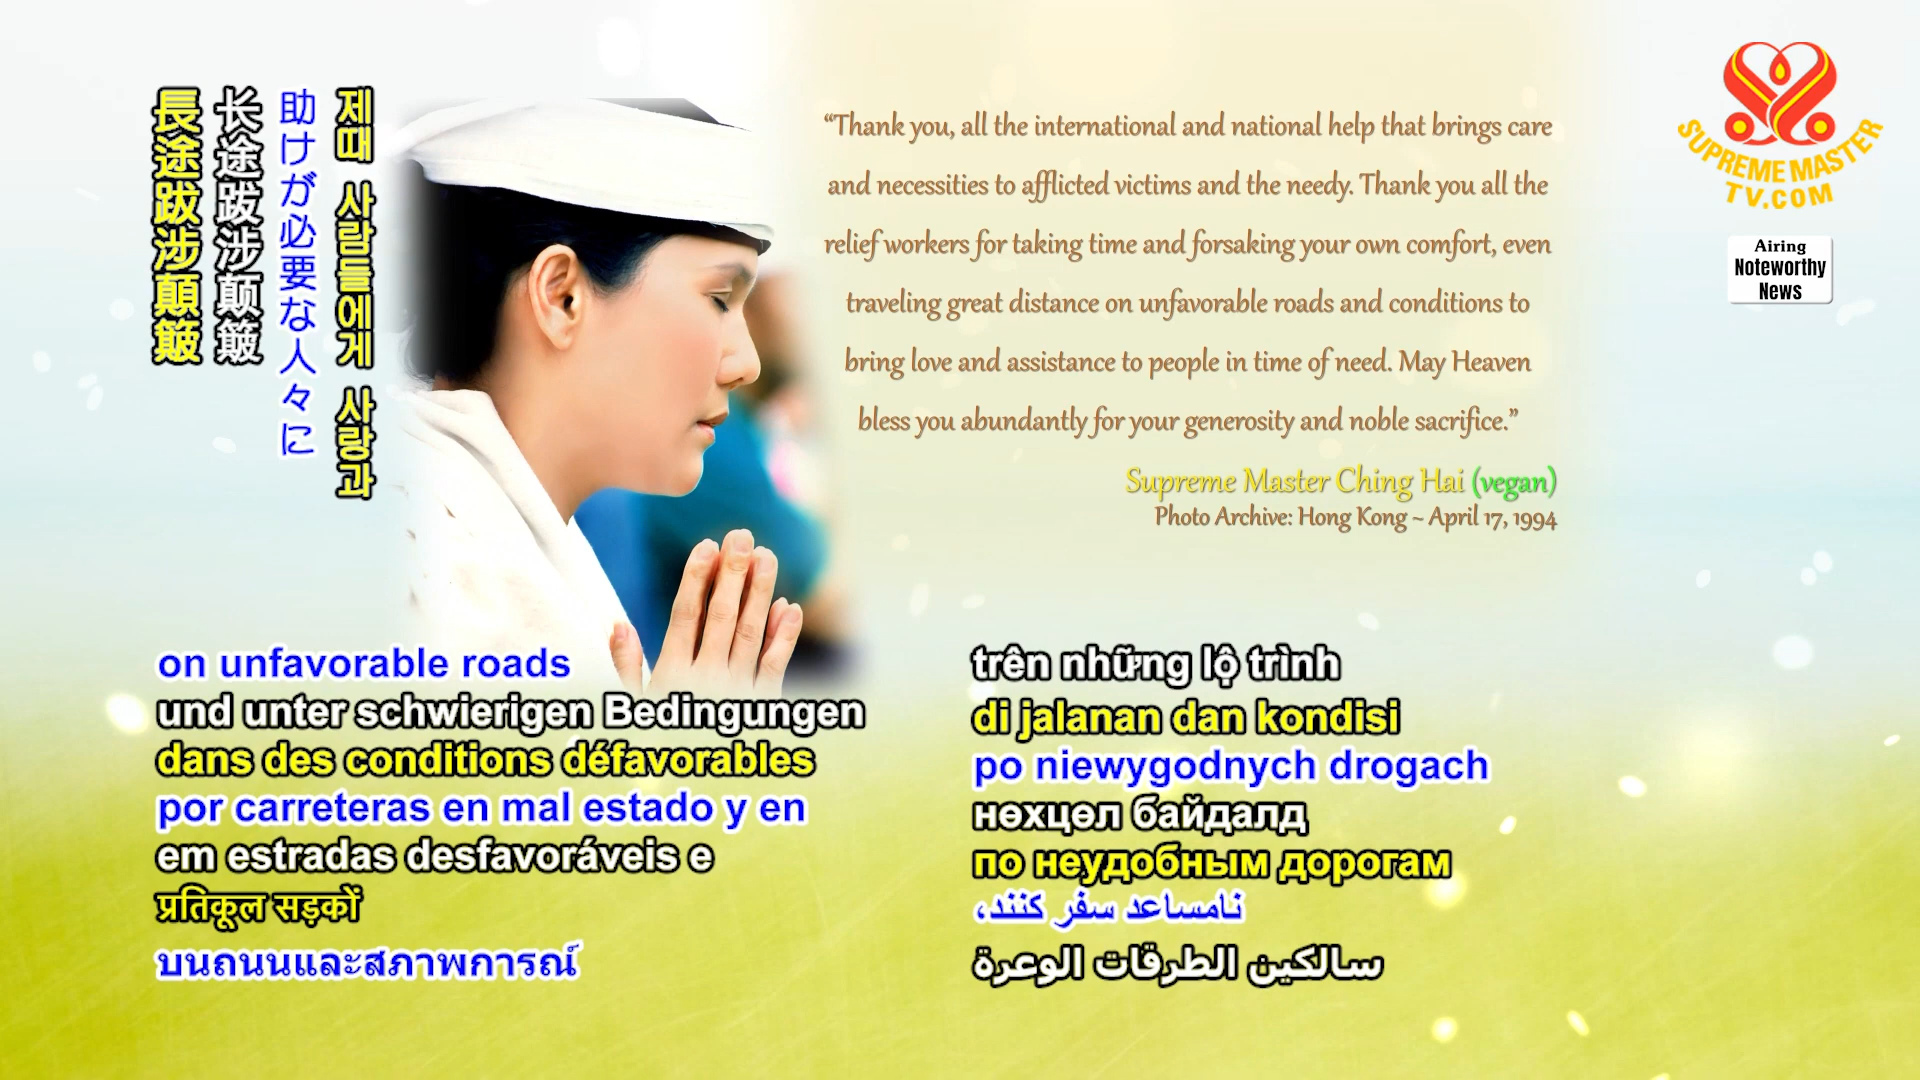 長途跋涉顛簸
长途跋涉颠簸
助けが必要な人々に
제때 사람들에게 사랑과
“Thank you, all the international and national help that brings care
and necessities to afflicted victims and the needy. Thank you all the
relief workers for taking time and forsaking your own comfort, even
traveling great distance on unfavorable roads and conditions to
bring love and assistance to people in time of need. May Heaven
bless you abundantly for your generosity and noble sacrifice.”
Supreme Master Ching Hai (vegan)
Photo Archive: Hong Kong ~ April 17, 1994
SUPREME MASTER
TV.COM
Airing
Noteworthy
News
on unfavorable roads
und unter schwierigen Bedingungen
dans des conditions défavorables
por carreteras en mal estado y en
em estradas desfavoráveis e
प्रतिकूल सड़कों
บนถนนและสภาพการณ์
trên những lộ trình
di jalanan dan kondisi
po niewygodnych drogach
нөхцөл байдалд
по неудобным дорогам
نامساعد سفر کنند،
سالكين الطرقات الوعرة